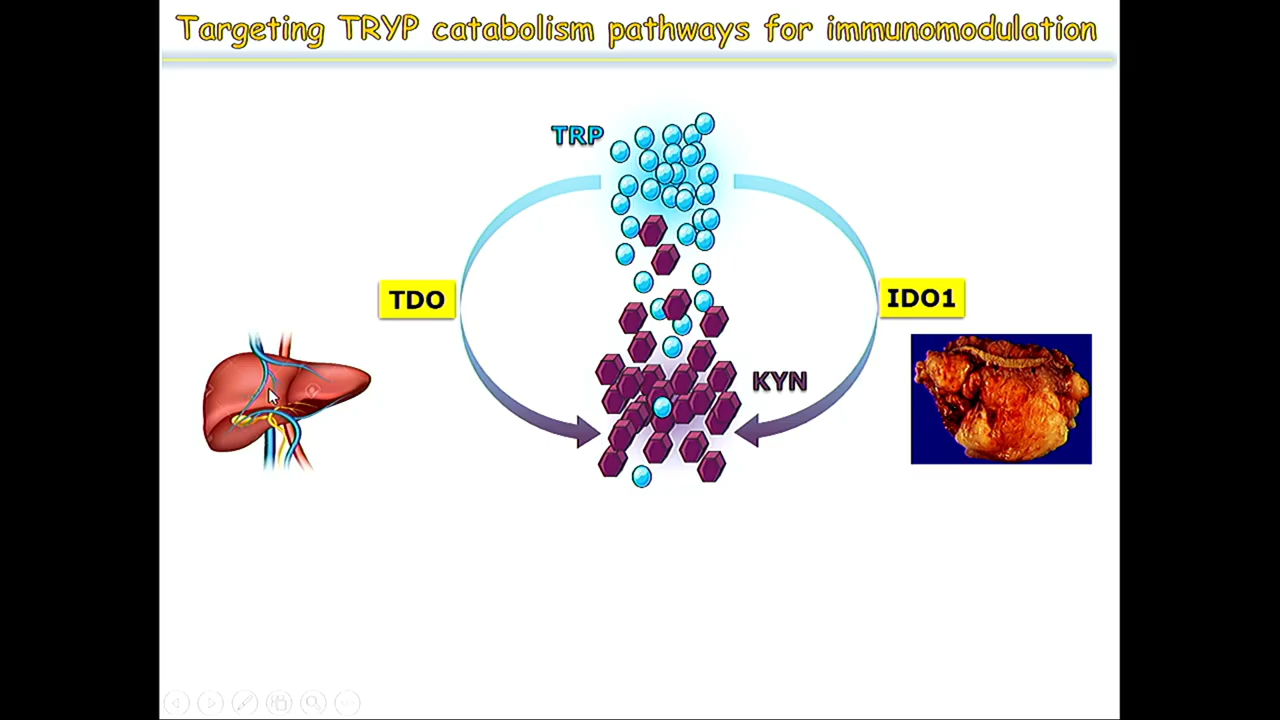 Targeting TRYP catabolism pathways for immunomodulation
TRP
TDO
IDO1
KYN